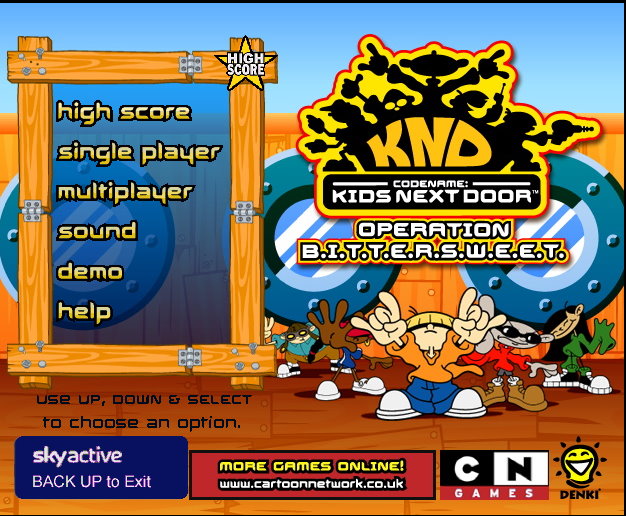 HIGH
SCORE
high score
single player
multiplayer
sound
demo
help
KND
CODENAME:
KIDS NEXT DOOR™
OPERATION
B.I.T.T.E.R.S.W.E.E.T.
USE UP, DOWN & SELECT
to choose an option.
skyactive
BACK UP to Exit
MORE GAMES ONLINE!
www.cartoonnetwork.co.uk
CN
GAMES
DENKI